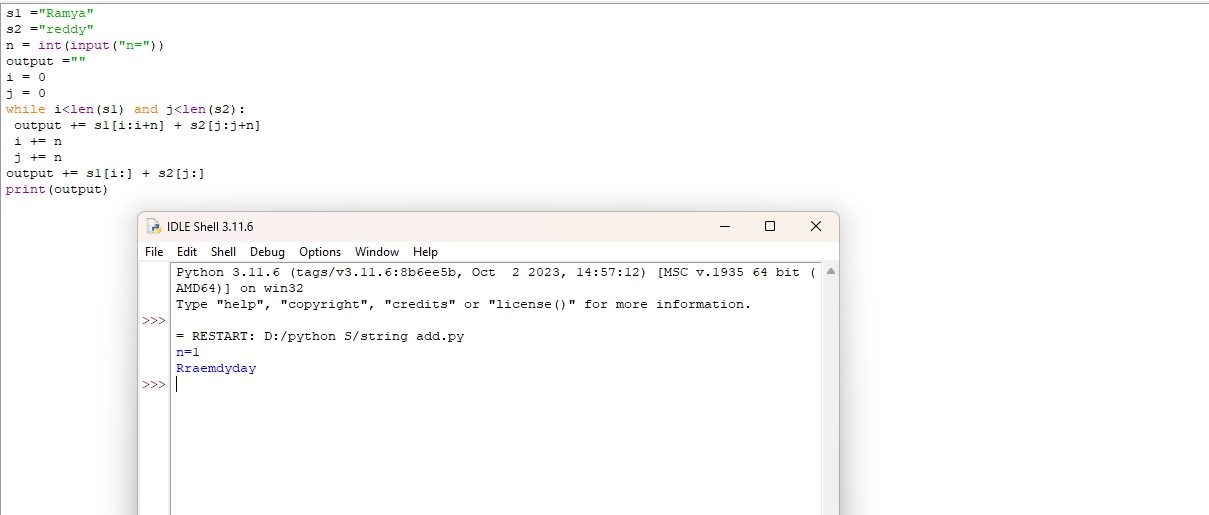 s1 ="Ramya"
s2 ="reddy"
n = int(input("n="))
output =""
i = 0
j = 0
while i<len(s1) and j<len(s2):
 output += s1[i:i+n] + s2[j:j+n]
 i += n
 j += n
output += s1[i:] + s2[j:]
print(output)
IDLE Shell 3.11.6
File Edit Shell Debug Options Window Help
Python 3.11.6 (tags/v3.11.6:8b6ee5b, Oct  2 2023, 14:57:12) [MSC v.1935 64 bit (
AMD64)] on win32
Type "help", "copyright", "credits" or "license()" for more information.
>>>
= RESTART: D:/python S/string add.py
n=1
Rraemdyday
>>>